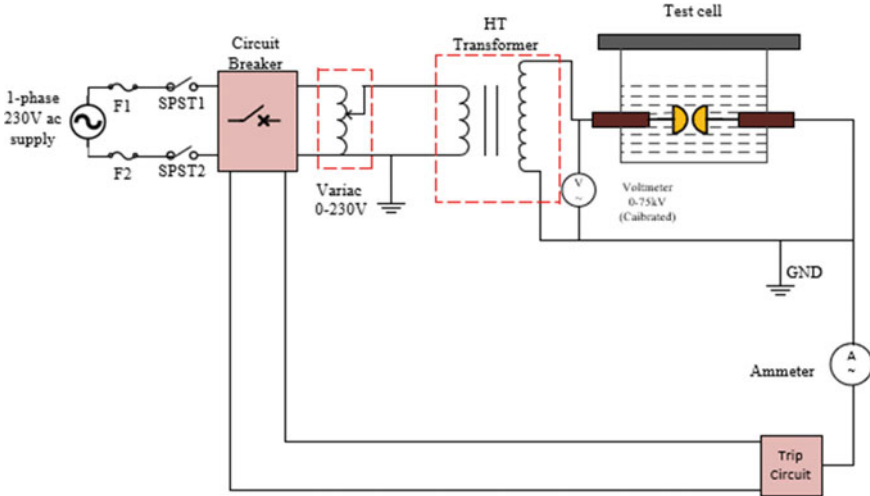 Test cell
HT
Transformer
Circuit
Breaker
1-phase
230V ac
supply
F1
SPST1
F2
SPST2
Variac
0-230V
V
~
Voltmeter
0-75kV
(Caibrated)
GND
A
~
Ammeter
Trip
Circuit